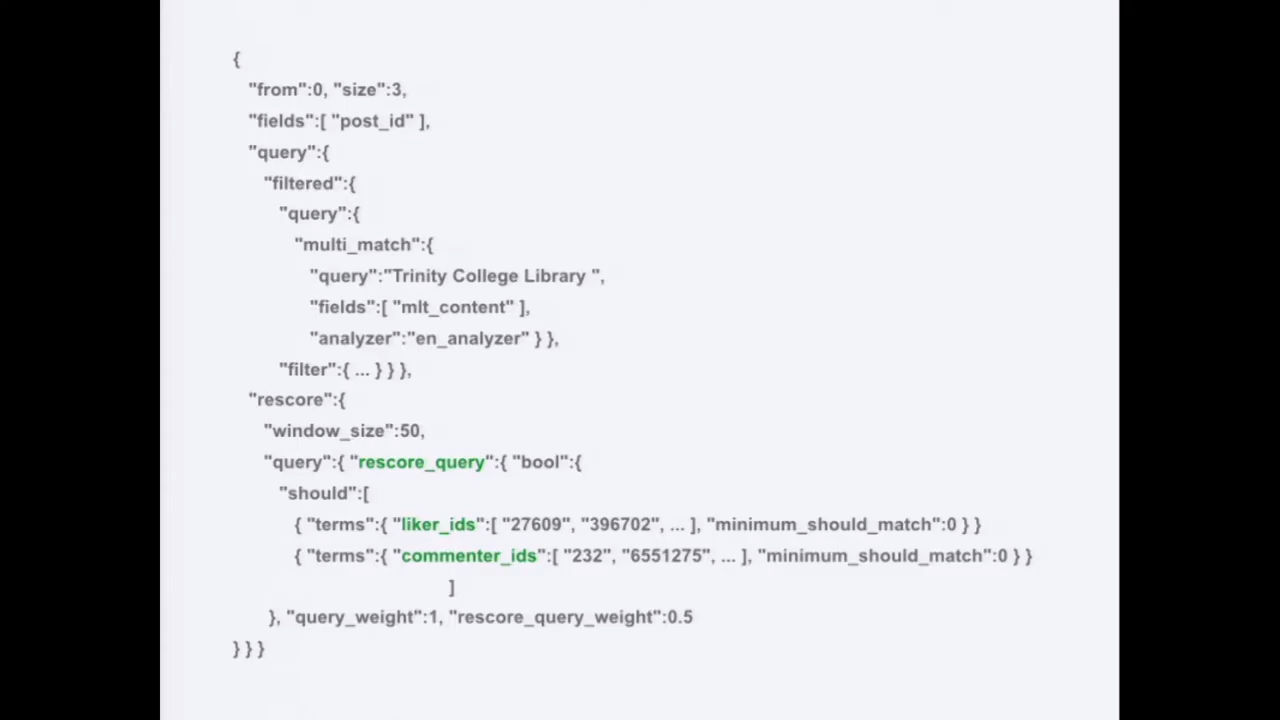 {
"from":0, "size":3,
"fields":[ "post_id" ],
"query":{
"filtered":{
"query":{
"multi_match":{
"query":"Trinity College Library ",
"fields":[ "mlt_content" ],
"analyzer":"en_analyzer" } },
"filter":{ ... } } },
"rescore":{
"window_size":50,
"query":{ "rescore_query":{ "bool":{
"should":[
{ "terms":{ "liker_ids":[ "27609", "396702", ... ], "minimum_should_match":0 } }
{ "terms":{ "commenter_ids":[ "232", "6551275", ... ], "minimum_should_match":0 } }
]
}, "query_weight":1, "rescore_query_weight":0.5
} } }